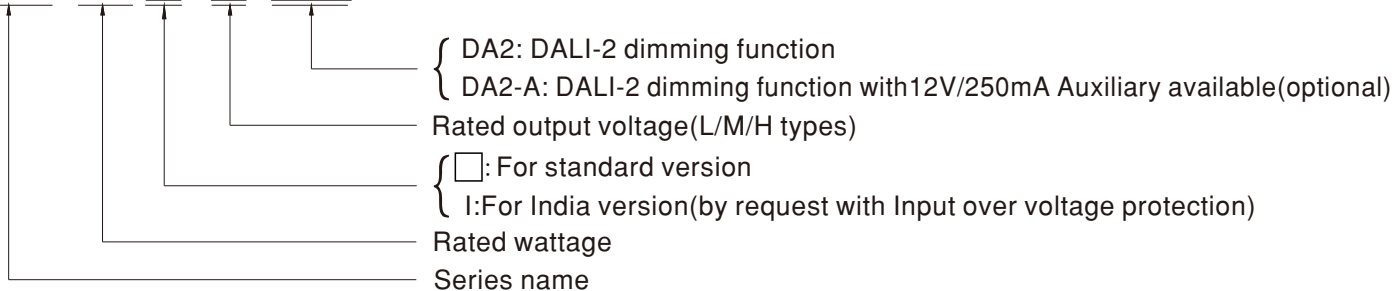 DA2: DALI-2 dimming function
DA2-A: DALI-2 dimming function with12V/250mA Auxiliary available(optional)
Rated output voltage(L/M/H types)
□: For standard version
I:For India version(by request with Input over voltage protection)
Rated wattage
Series name